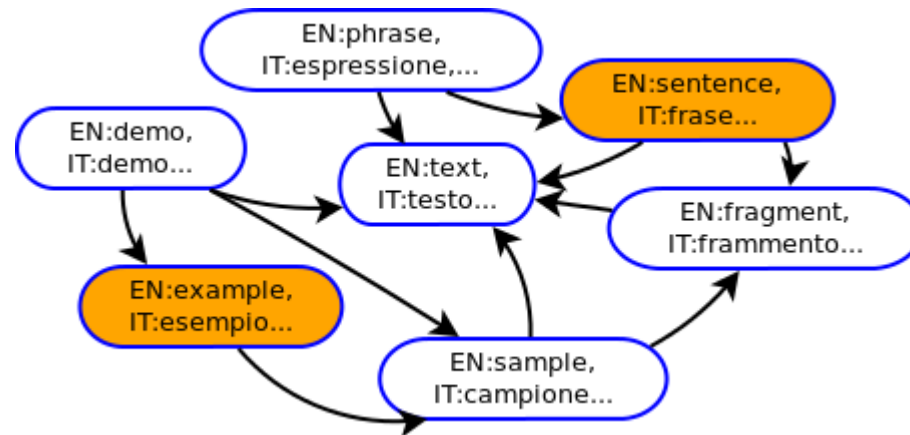 EN:phrase,
IT:espressione,...
EN:sentence,
IT:frase...
EN:demo,
IT:demo...
EN:text,
IT:testo...
EN:fragment,
IT:frammento...
EN:example,
IT:esempio...
EN:sample,
IT:campione...